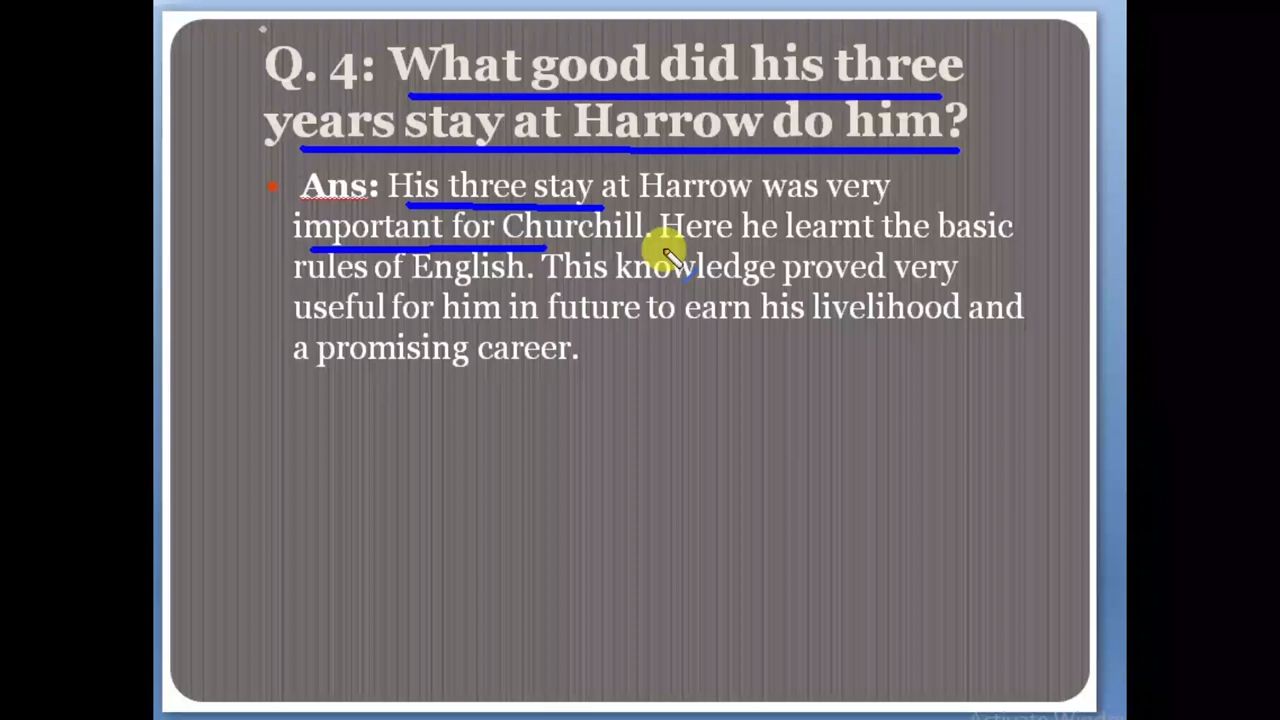 Q. 4: What good did his three
years stay at Harrow do him?
Ans: His three stay at Harrow was very
important for Churchill. Here he learnt the basic
rules of English. This knowledge proved very
useful for him in future to earn his livelihood and
a promising career.